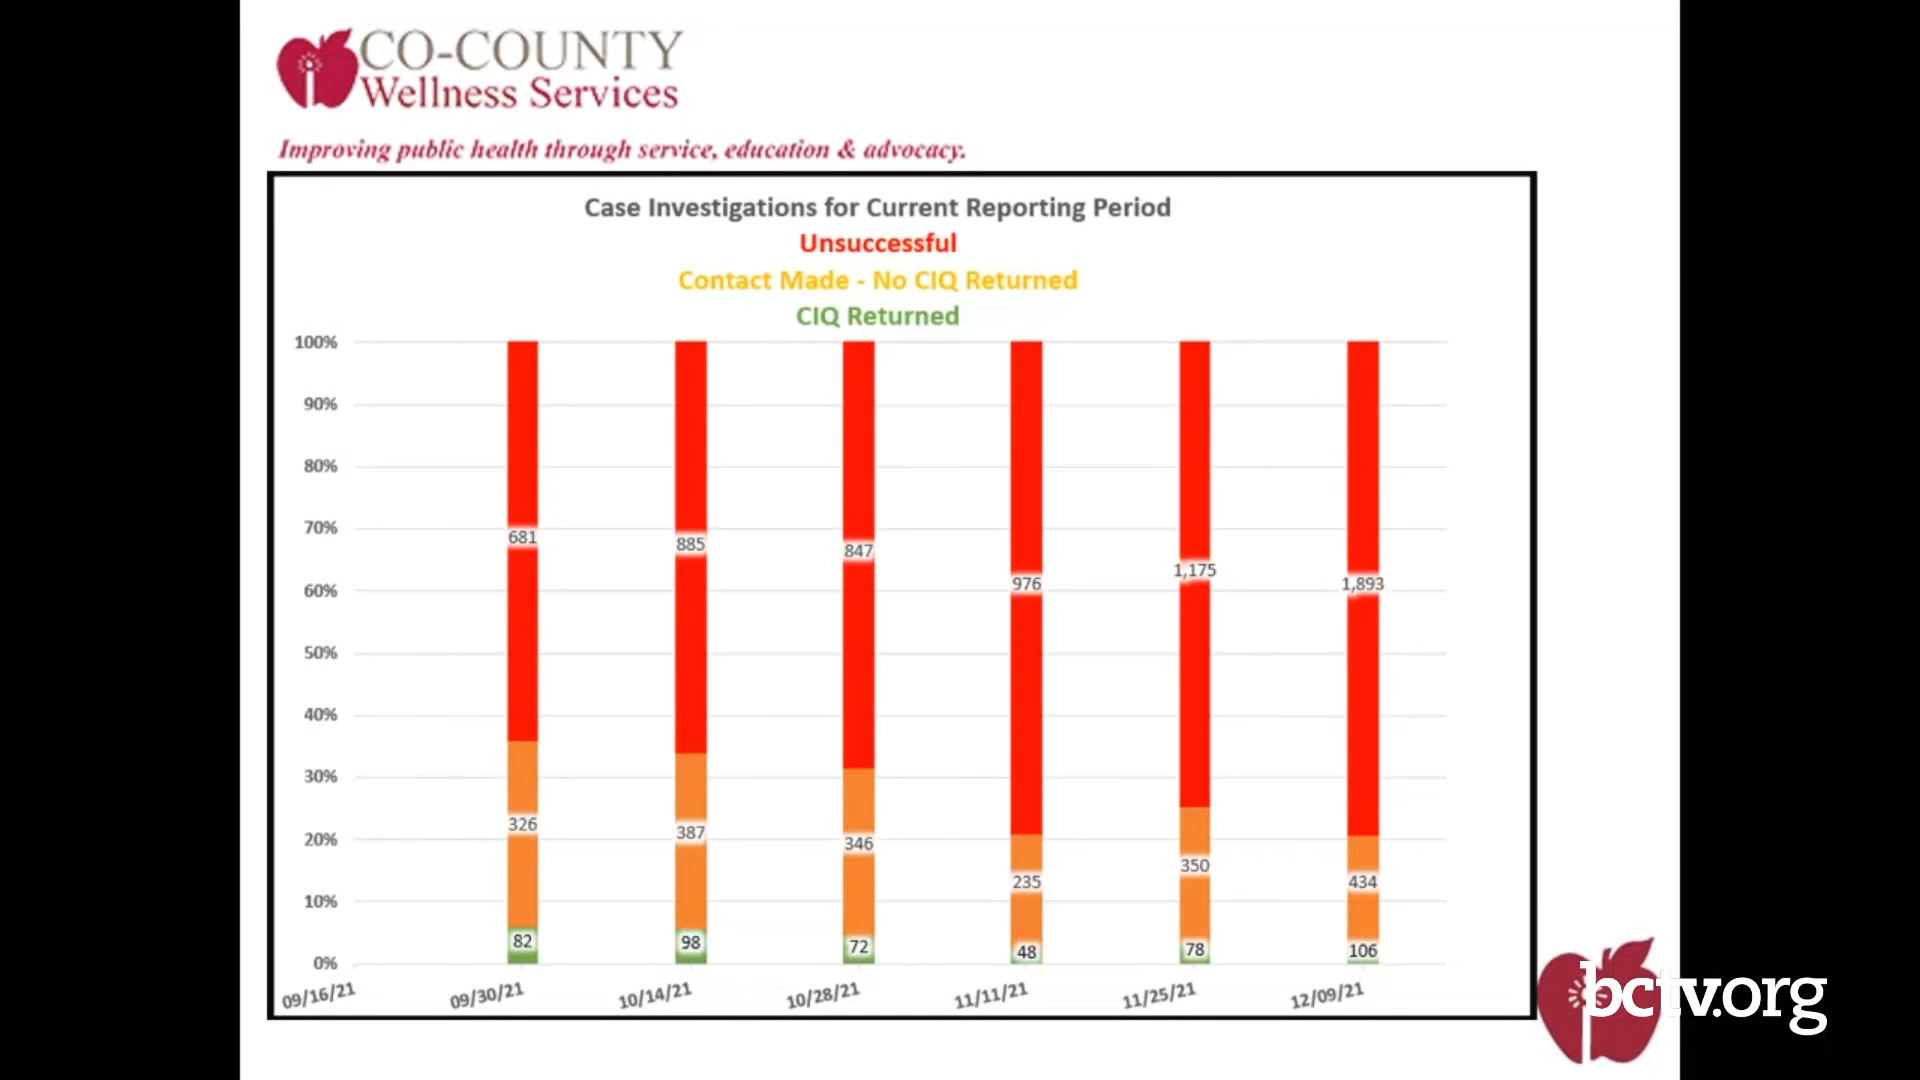 CO-COUNTY
Wellness Services
Improving public health through service, education & advocacy.
Case Investigations for Current Reporting Period
Unsuccessful
Contact Made - No CIQ Returned
CIQ Returned
100%
90%
80%
70%
60%
50%
40%
30%
20%
10%
0%
681 885 847 976 1,175 1,893
326 387 346 235 350 434
82 98 72 48 78 106
09/16/21 09/30/21 10/14/21 10/28/21 11/11/21 11/25/21 12/09/21
bctv.org